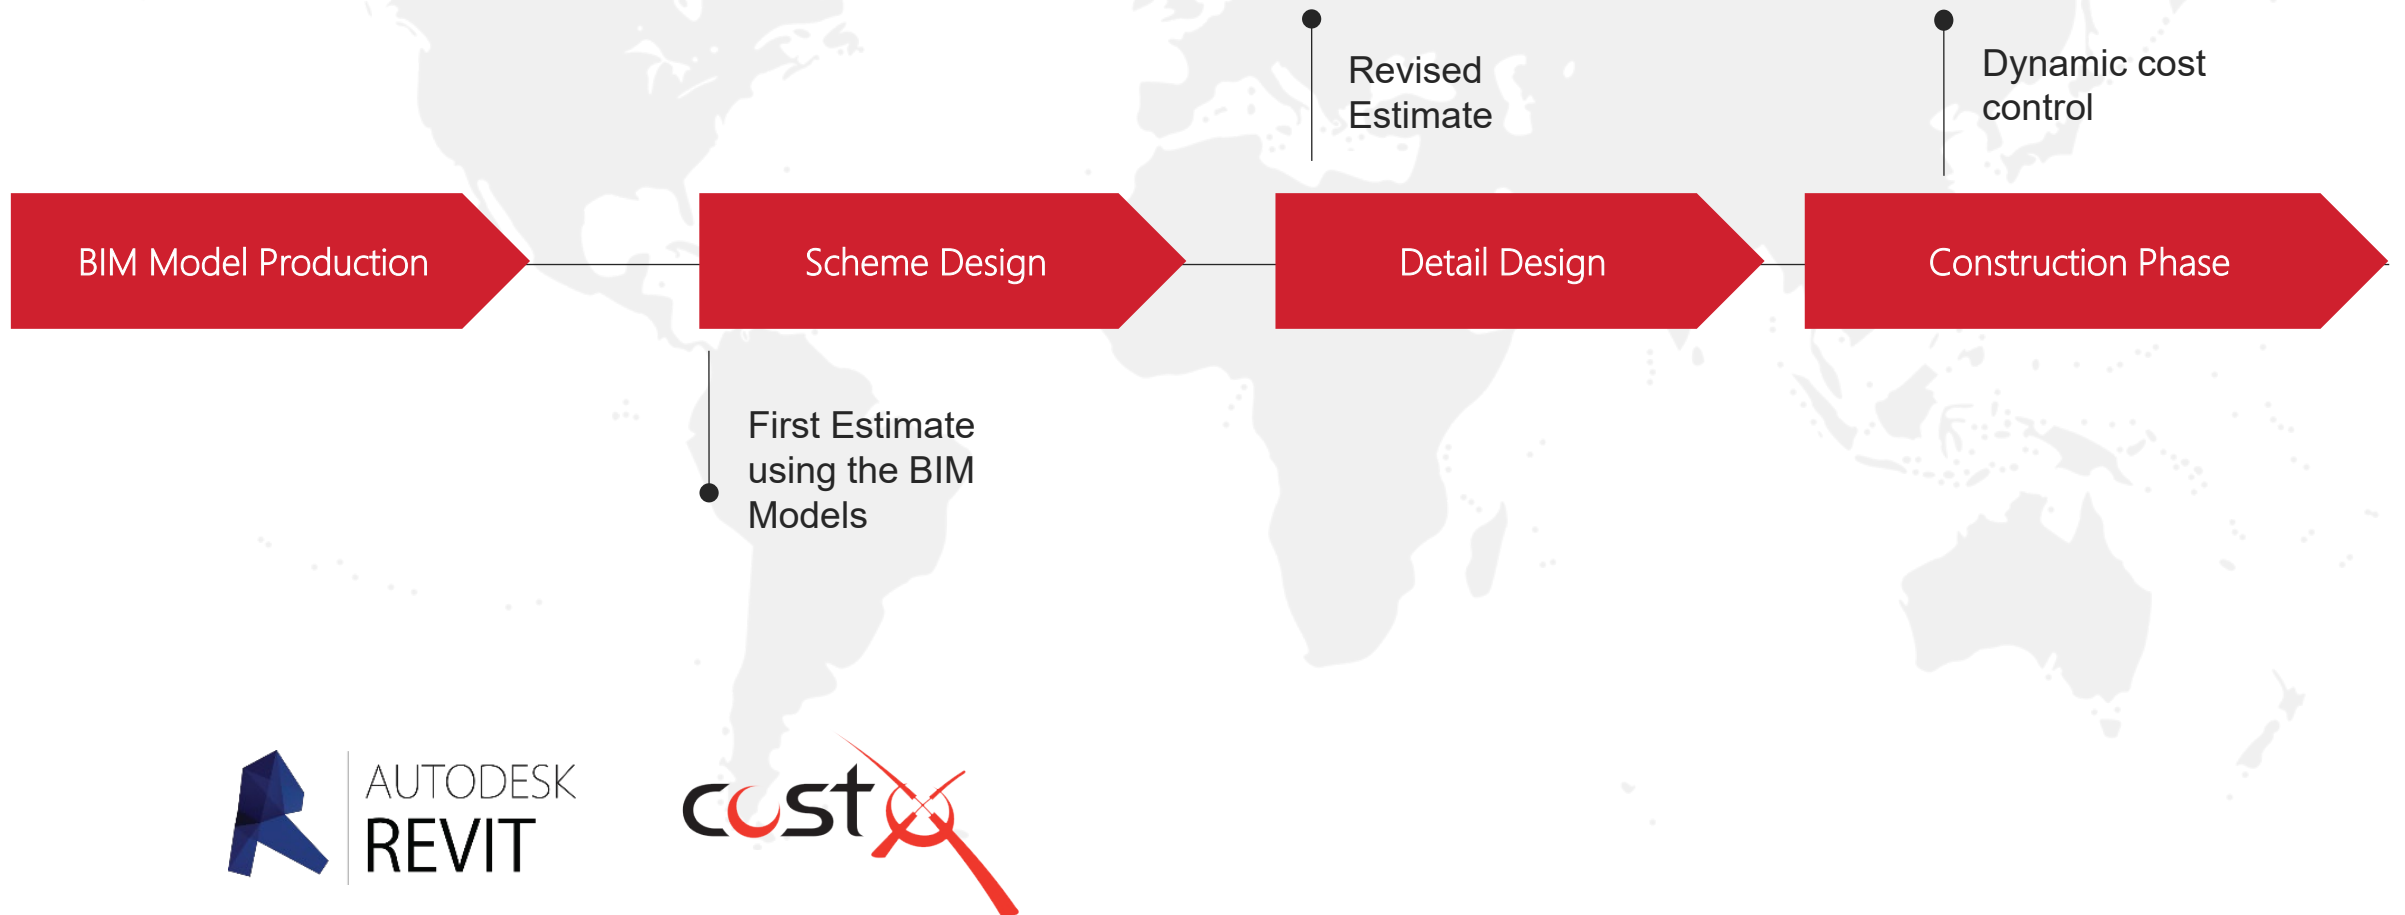 Revised
Estimate
Dynamic cost
control
BIM Model Production
Scheme Design
Detail Design
Construction Phase
First Estimate
using the BIM
Models
AUTODESK
REVIT
costX